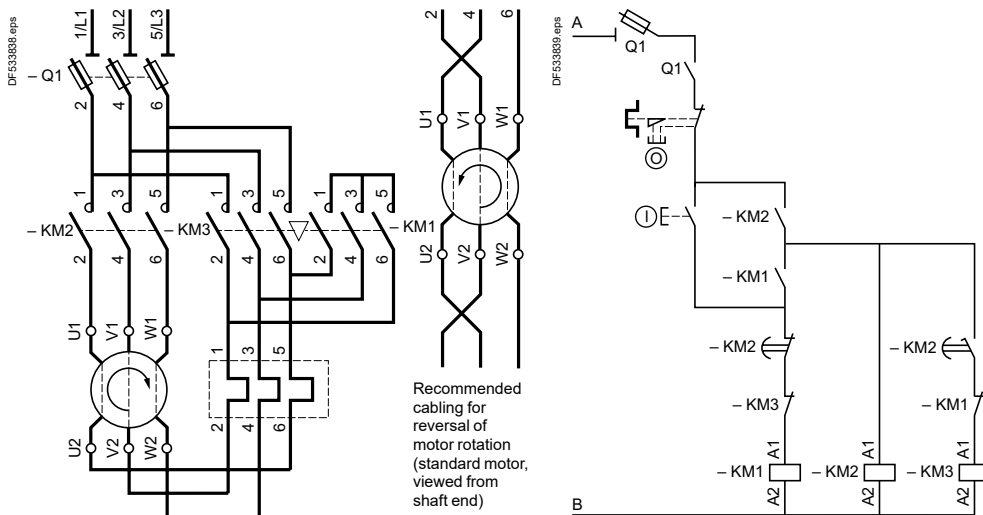 DF533838.eps
1/L1 3/L2 5/L3
– Q1
2 4 6
1 3 5 1 3 5 1 3 5
– KM2 – KM3 – KM1
2 4 6 2 4 6 2 4 6
U1 V1 W1
1 3 5
2 4 6
U2 V2 W2
2 4 6
U1 V1 W1
U2 V2 W2
Recommended
cabling for
reversal of
motor rotation
(standard motor,
viewed from
shaft end)
DF533839.eps
A
Q1
Q1
O
I
– KM2
– KM1
– KM2 – KM2
– KM3 – KM1
A1 A1 A1
– KM1 – KM2 – KM3
A2 A2 A2
B